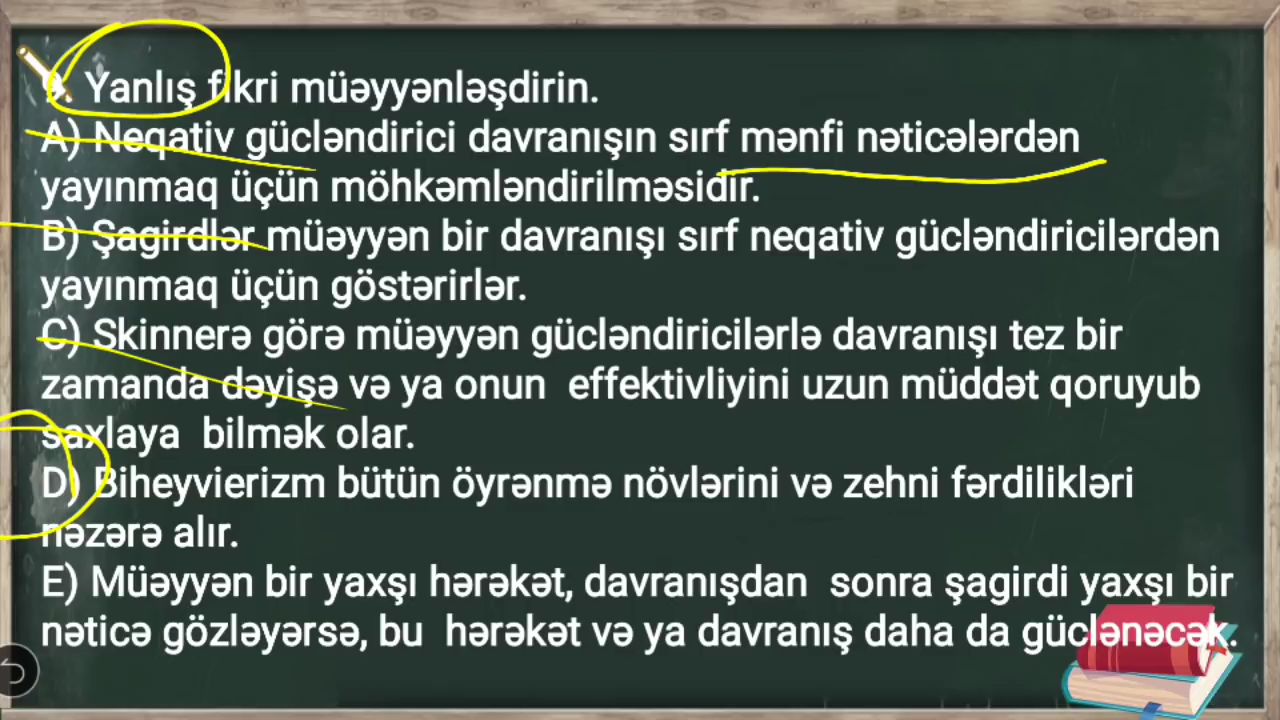 9. Yanlış fikri müəyyənləşdirin.
A) Neqativ gücləndirici davranışın sırf mənfi nəticələrdən
yayınmaq üçün möhkəmləndirilməsidir.
B) Şagirdlər müəyyən bir davranışı sırf neqativ gücləndiricilərdən
yayınmaq üçün göstərirlər.
C) Skinnerə görə müəyyən gücləndiricilərlə davranışı tez bir
zamanda dəyişə və ya onun effektivliyini uzun müddət qoruyub
saxlaya bilmək olar.
D) Biheyvierizm bütün öyrənmə növlərini və zehni fərdilikləri
nəzərə alır.
E) Müəyyən bir yaxşı hərəkət, davranışdan sonra şagirdi yaxşı bir
nəticə gözləyərsə, bu hərəkət və ya davranış daha da güclənəcək.